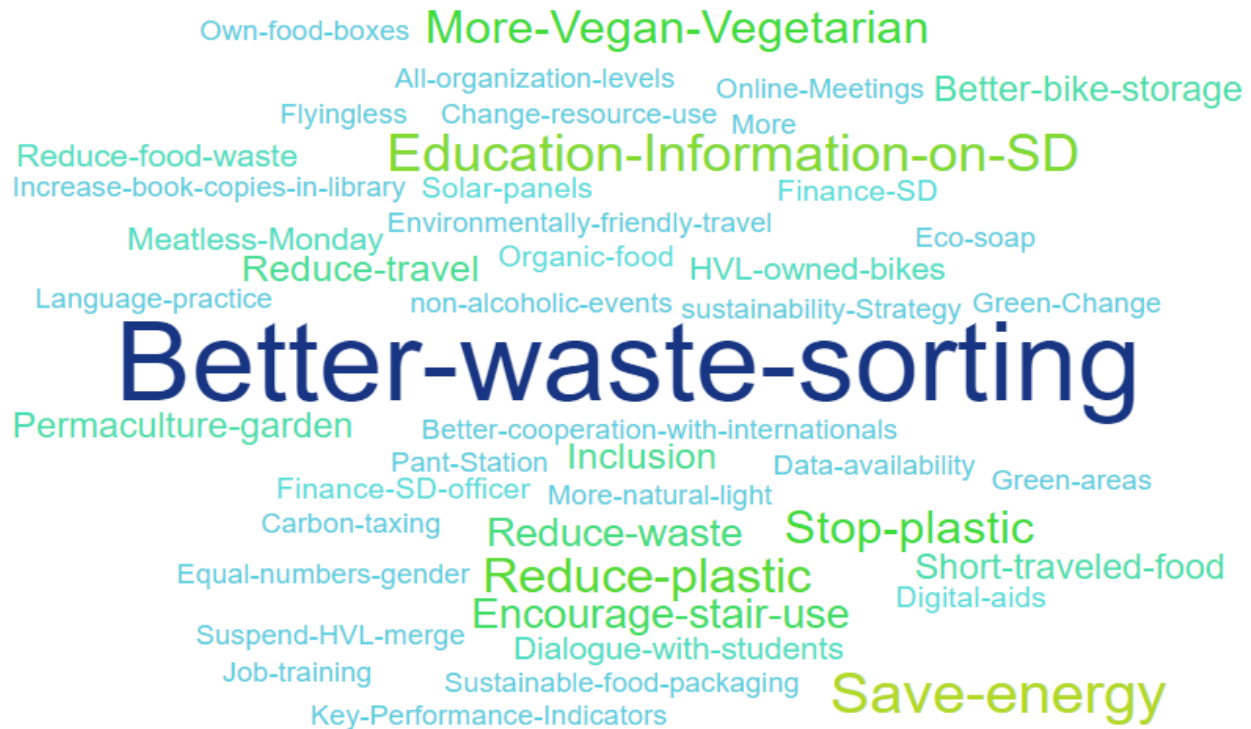 Own-food-boxes More-Vegan-Vegetarian
All-organization-levels Online-Meetings Better-bike-storage
Flyingless Change-resource-use More
Reduce-food-waste Education-Information-on-SD
Increase-book-copies-in-library Solar-panels Finance-SD
Environmentally-friendly-travel
Meatless-Monday Eco-soap
Reduce-travel Organic-food HVL-owned-bikes
Language-practice non-alcoholic-events sustainability-Strategy Green-Change
Better-waste-sorting
Permaculture-garden Better-cooperation-with-internationals
Pant-Station Inclusion Data-availability Green-areas
Finance-SD-officer More-natural-light
Carbon-taxing Reduce-waste Stop-plastic
Equal-numbers-gender Reduce-plastic Short-traveled-food
Digital-aids
Encourage-stair-use
Suspend-HVL-merge Dialogue-with-students
Job-training Sustainable-food-packaging Save-energy
Key-Performance-Indicators